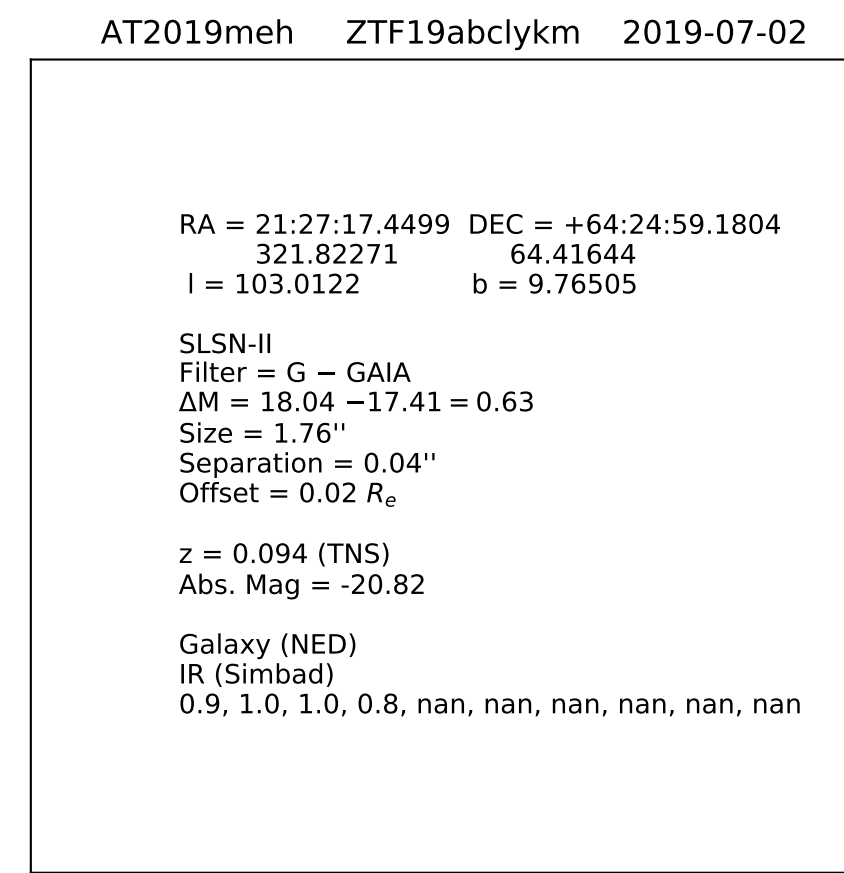 AT2019meh ZTF19abclykm 2019-07-02
RA = 21:27:17.4499 DEC = +64:24:59.1804
321.82271 64.41644
l = 103.0122 b = 9.76505
SLSN-II
Filter = G − GAIA
ΔM = 18.04 −17.41 = 0.63
Size = 1.76''
Separation = 0.04''
Offset = 0.02 Re
z = 0.094 (TNS)
Abs. Mag = -20.82
Galaxy (NED)
IR (Simbad)
0.9, 1.0, 1.0, 0.8, nan, nan, nan, nan, nan, nan